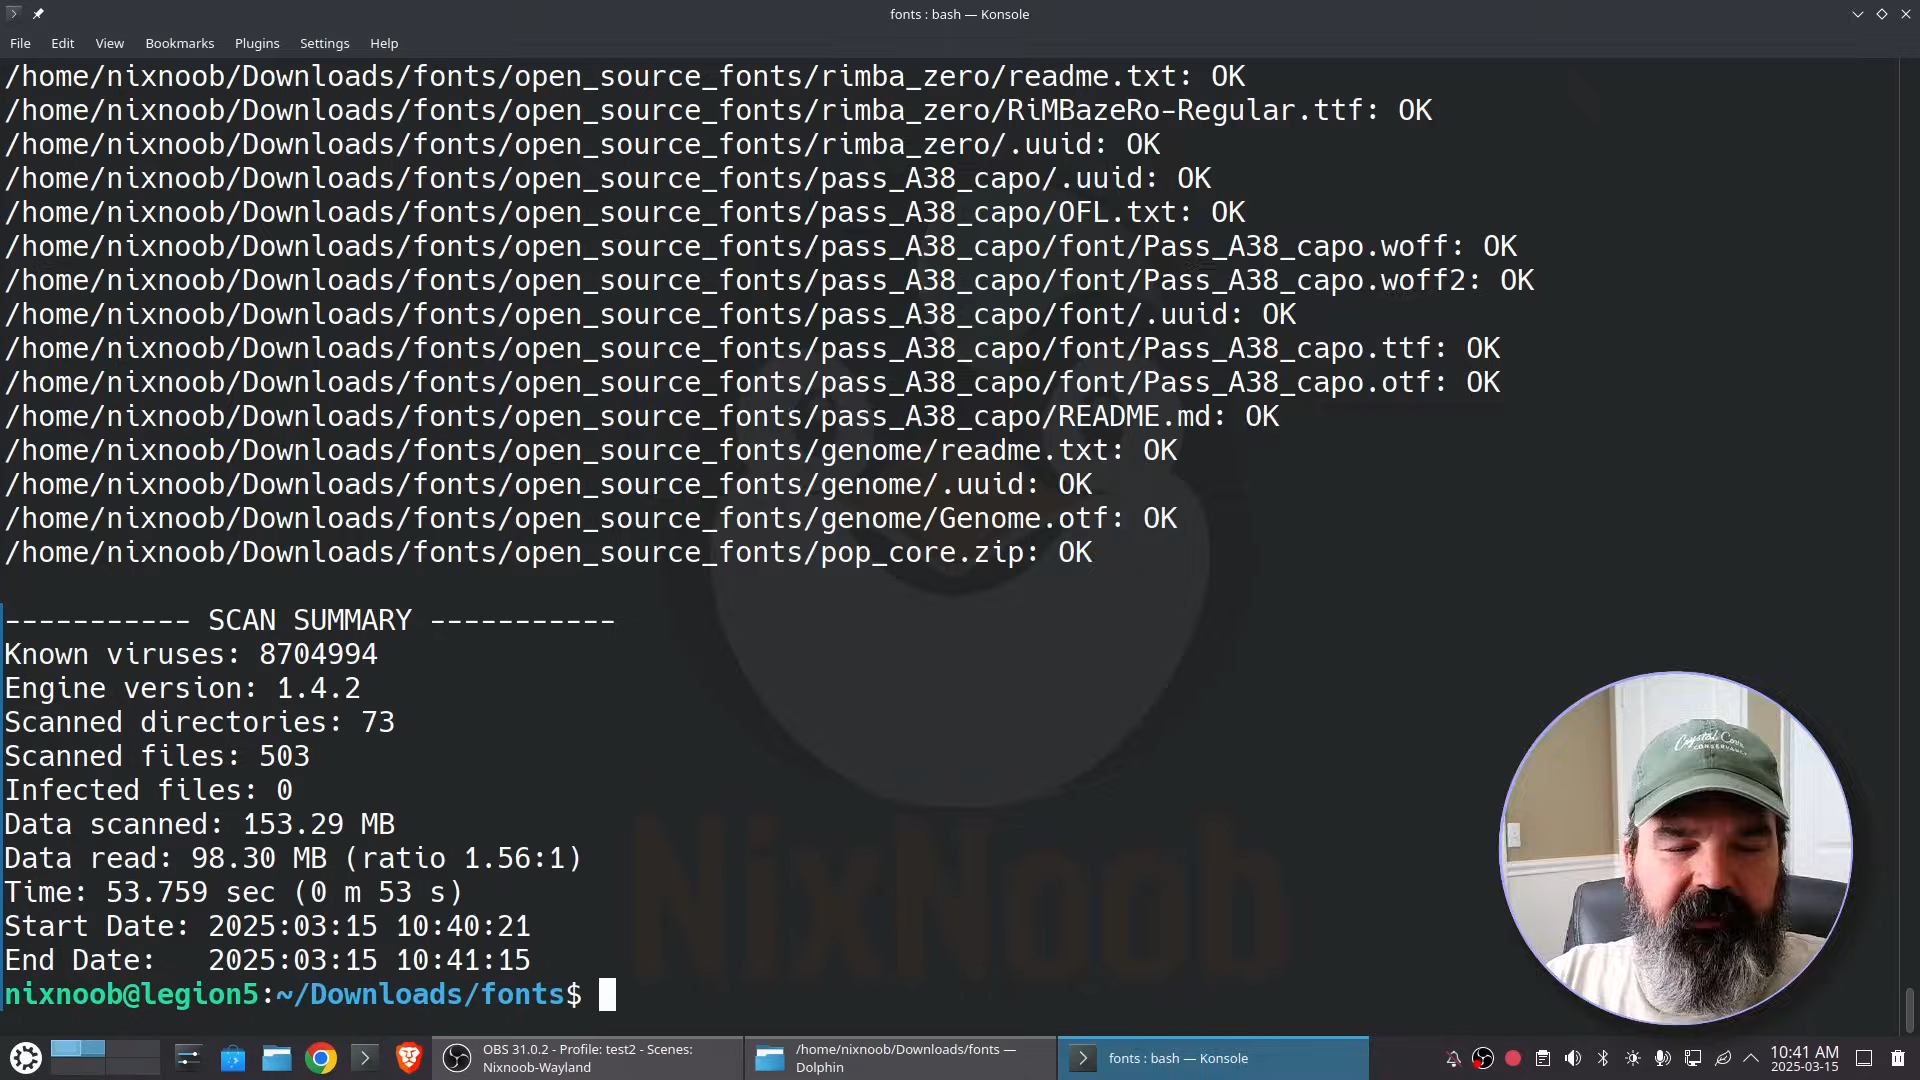 fonts : bash — Konsole
File Edit View Bookmarks Plugins Settings Help
/home/nixnoob/Downloads/fonts/open_source_fonts/rimba_zero/readme.txt: OK
/home/nixnoob/Downloads/fonts/open_source_fonts/rimba_zero/RiMBazeRo-Regular.ttf: OK
/home/nixnoob/Downloads/fonts/open_source_fonts/rimba_zero/.uuid: OK
/home/nixnoob/Downloads/fonts/open_source_fonts/pass_A38_capo/.uuid: OK
/home/nixnoob/Downloads/fonts/open_source_fonts/pass_A38_capo/OFL.txt: OK
/home/nixnoob/Downloads/fonts/open_source_fonts/pass_A38_capo/font/Pass_A38_capo.woff: OK
/home/nixnoob/Downloads/fonts/open_source_fonts/pass_A38_capo/font/Pass_A38_capo.woff2: OK
/home/nixnoob/Downloads/fonts/open_source_fonts/pass_A38_capo/font/.uuid: OK
/home/nixnoob/Downloads/fonts/open_source_fonts/pass_A38_capo/font/Pass_A38_capo.ttf: OK
/home/nixnoob/Downloads/fonts/open_source_fonts/pass_A38_capo/font/Pass_A38_capo.otf: OK
/home/nixnoob/Downloads/fonts/open_source_fonts/pass_A38_capo/README.md: OK
/home/nixnoob/Downloads/fonts/open_source_fonts/genome/readme.txt: OK
/home/nixnoob/Downloads/fonts/open_source_fonts/genome/.uuid: OK
/home/nixnoob/Downloads/fonts/open_source_fonts/genome/Genome.otf: OK
/home/nixnoob/Downloads/fonts/open_source_fonts/pop_core.zip: OK
----------- SCAN SUMMARY -----------
Known viruses: 8704994
Engine version: 1.4.2
Scanned directories: 73
Scanned files: 503
Infected files: 0
Data scanned: 153.29 MB
Data read: 98.30 MB (ratio 1.56:1)
Time: 53.759 sec (0 m 53 s)
Start Date: 2025:03:15 10:40:21
End Date:   2025:03:15 10:41:15
nixnoob@legion5:~/Downloads/fonts$
NixNoob
Crystal Cove
CONSERVANCY
OBS 31.0.2 - Profile: test2 - Scenes:
Nixnoob-Wayland
/home/nixnoob/Downloads/fonts —
Dolphin
fonts : bash — Konsole
10:41 AM
2025-03-15